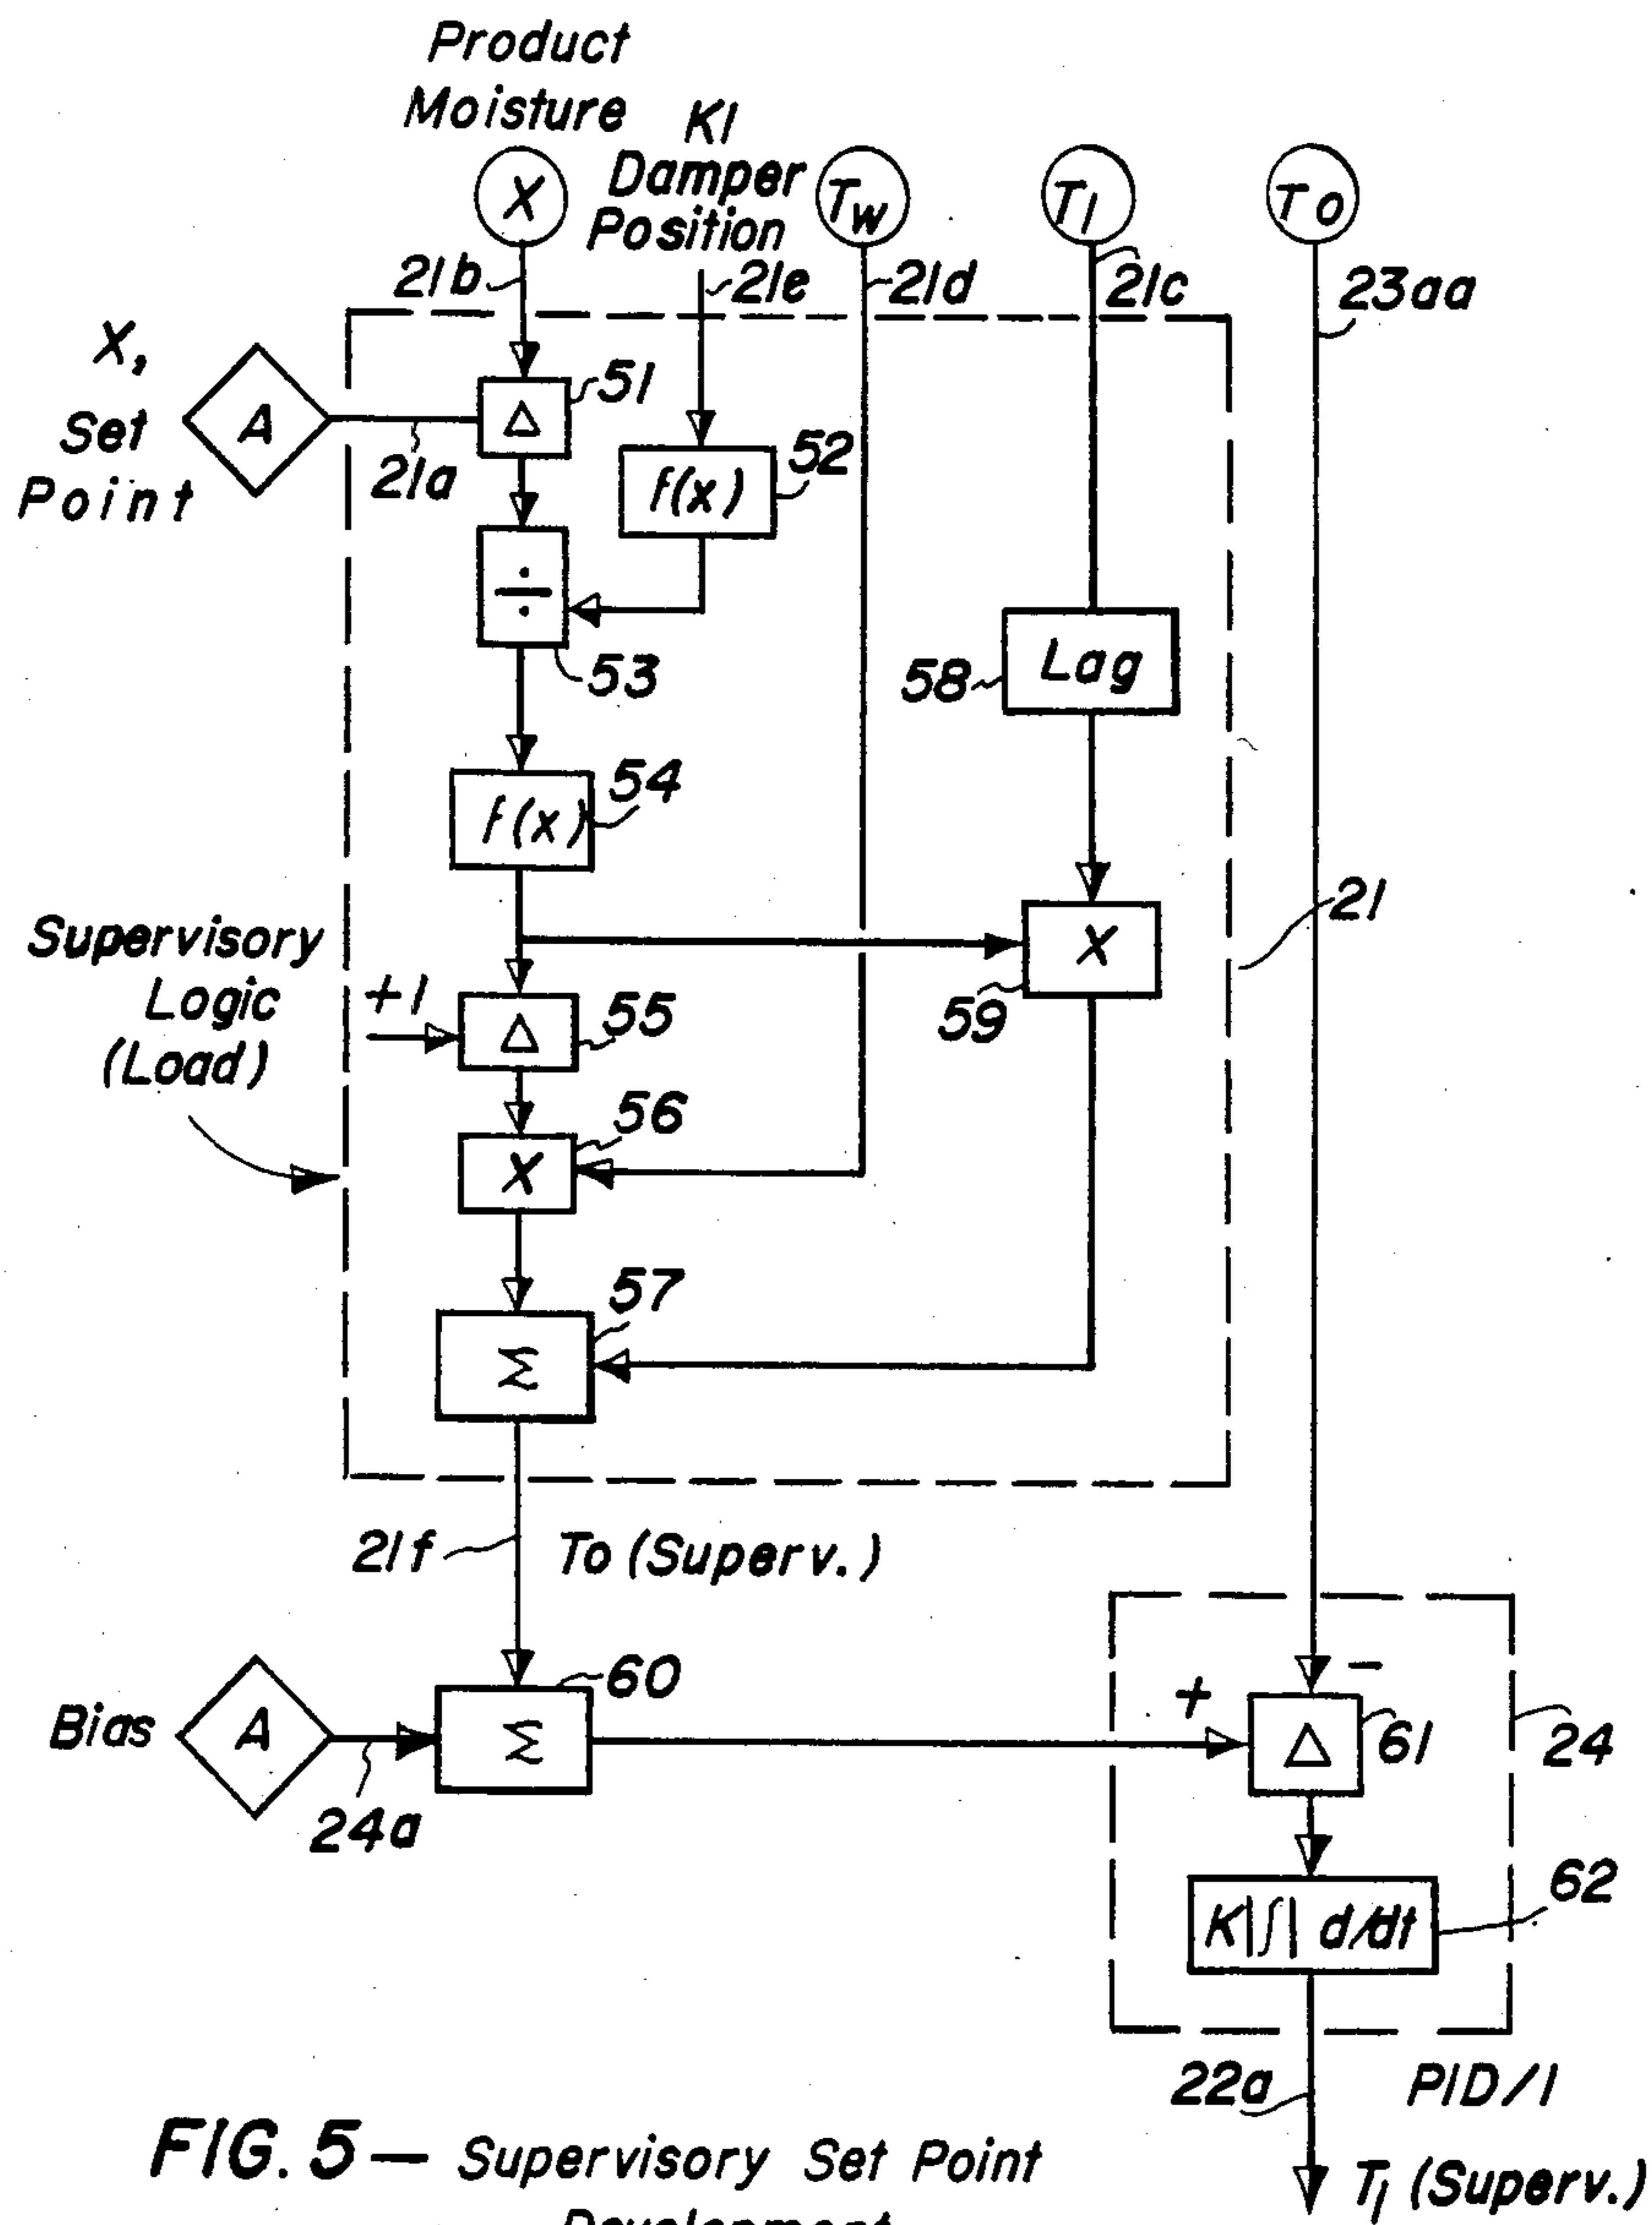 Product
Moisture
K1
Damper
Position
X
Tw
T1
To
21b
21e
21d
21c
23aa
X,
Set
Point
A
21a
Δ
51
f(x)
52
÷
53
Lag
58
f(x)
54
Supervisory
Logic
(Load)
+1
Δ
55
X
59
21
X
56
Σ
57
21f
To (Superv.)
Bias
A
24a
Σ
60
+
-
Δ
61
24
K|∫| d/dt
62
22a
PID/1
T1 (Superv.)
FIG. 5— Supervisory Set Point
Development